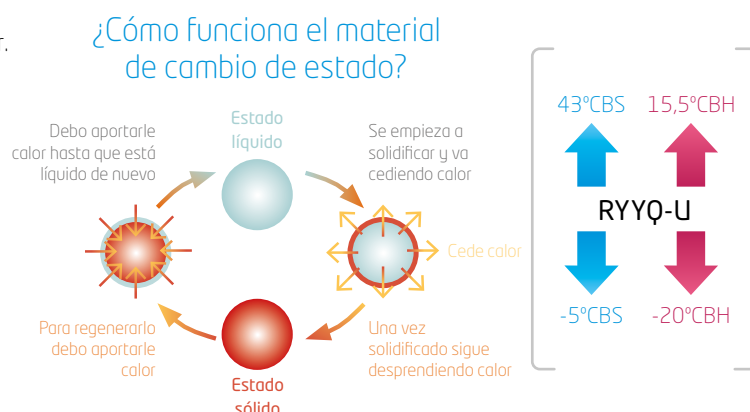 r.
¿Cómo funciona el material
de cambio de estado?
Estado
líquido
Debo aportarle
calor hasta que está
líquido de nuevo
Se empieza a
solidificar y va
cediendo calor
Cede calor
Para regenerarlo
debo aportarle
calor
Una vez
solidificado sigue
desprendiendo calor
Estado
sólido
43ºCBS 15,5ºCBH
RYYQ-U
-5ºCBS -20ºCBH